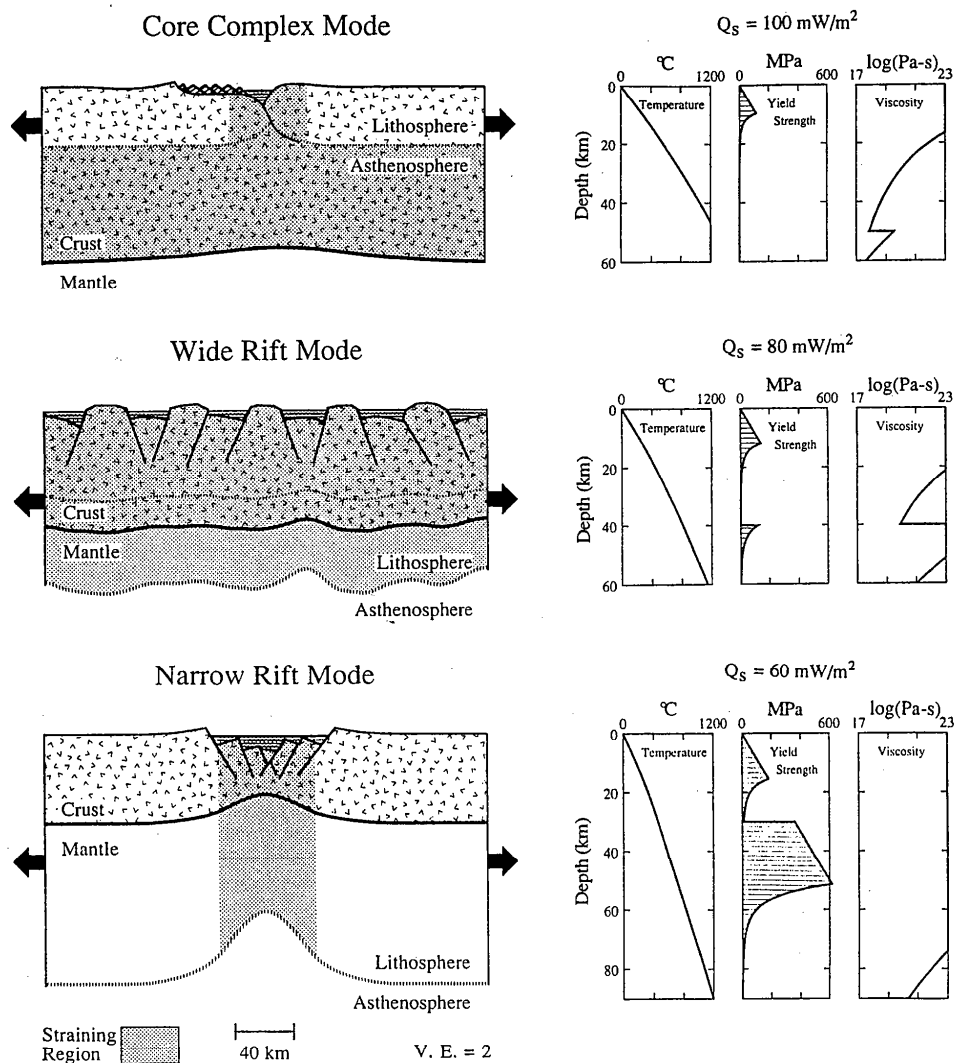 Core Complex Mode
Lithosphere
Asthenosphere
Crust
Mantle
Qs = 100 mW/m²
℃ MPa log(Pa-s)
0 1200 0 600 17 23
Temperature
Yield Strength
Viscosity
Depth (km)
0
20
40
60
Wide Rift Mode
Crust
Mantle
Lithosphere
Asthenosphere
Qs = 80 mW/m²
℃ MPa log(Pa-s)
0 1200 0 600 17 23
Temperature
Yield Strength
Viscosity
Depth (km)
0
20
40
60
Narrow Rift Mode
Crust
Mantle
Lithosphere
Asthenosphere
Qs = 60 mW/m²
℃ MPa log(Pa-s)
0 1200 0 600 17 23
Temperature
Yield Strength
Viscosity
Depth (km)
0
20
40
60
80
Straining
Region
40 km
V. E. = 2